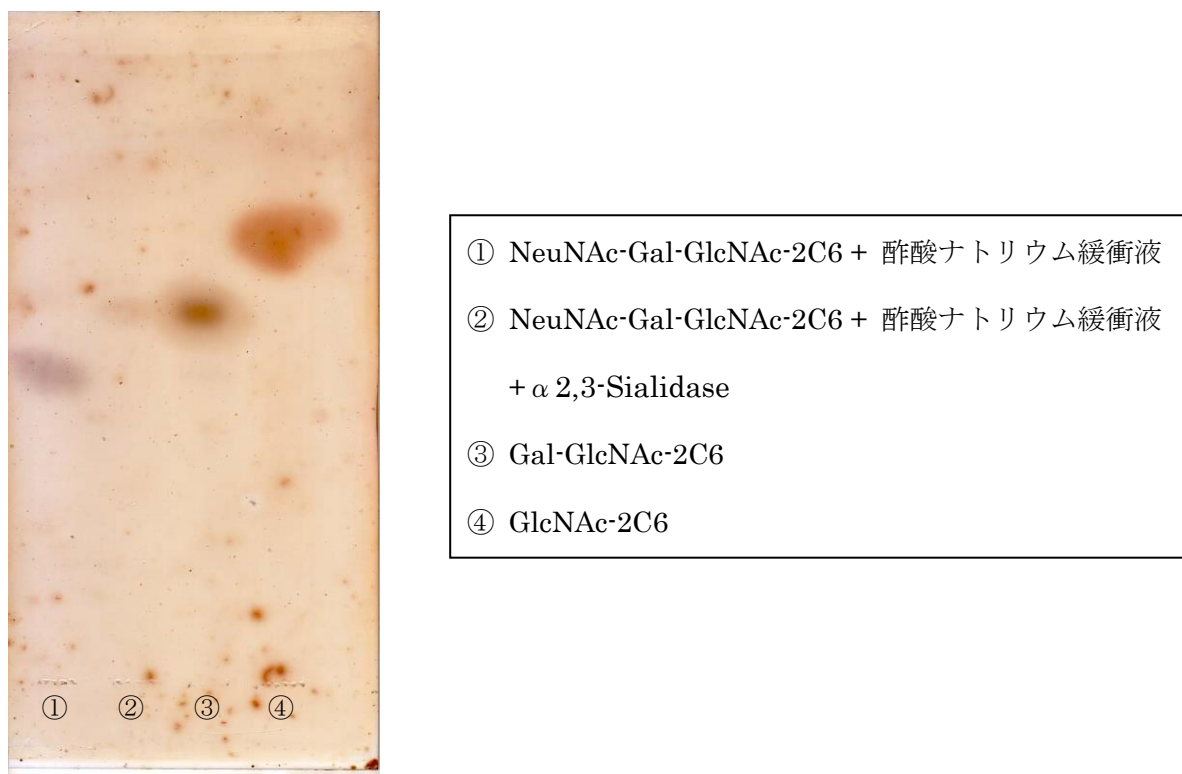 ① NeuNAc-Gal-GlcNAc-2C6 + 酢酸ナトリウム緩衝液
② NeuNAc-Gal-GlcNAc-2C6 + 酢酸ナトリウム緩衝液
+ α 2,3-Sialidase
③ Gal-GlcNAc-2C6
④ GlcNAc-2C6
① ② ③ ④